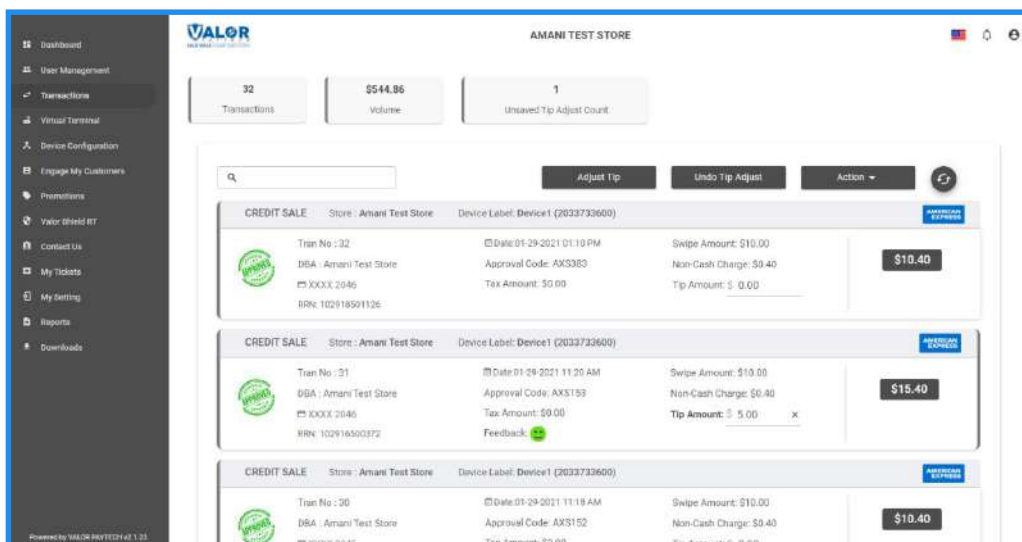 VALOR
AMANI TEST STORE
Dashboard
User Management
Transactions
Virtual Terminal
Device Configuration
Engage My Customers
Promotions
Valor Shield RT
Contact Us
My Tickets
My Setting
Reports
Downloads
Powered by VALOR PAYTECH v2.1.23
32
Transactions
$544.86
Volume
1
Unsaved Tip Adjust Count
Adjust Tip
Undo Tip Adjust
Action
CREDIT SALE Store : Amani Test Store Device Label: Device1 (2033733600) AMERICAN EXPRESS
APPROVED
Tran No : 32
DBA : Amani Test Store
XXXX 2046
RRN: 102918501126
Date:01-29-2021 01:10 PM
Approval Code: AXS383
Tax Amount: $0.00
Swipe Amount: $10.00
Non-Cash Charge: $0.40
Tip Amount: $ 0.00
$10.40
CREDIT SALE Store : Amani Test Store Device Label: Device1 (2033733600) AMERICAN EXPRESS
APPROVED
Tran No : 31
DBA : Amani Test Store
XXXX 2046
RRN: 102916500372
Date:01-29-2021 11:20 AM
Approval Code: AXS153
Tax Amount: $0.00
Feedback:
Swipe Amount: $10.00
Non-Cash Charge: $0.40
Tip Amount: $ 5.00 ×
$15.40
CREDIT SALE Store : Amani Test Store Device Label: Device1 (2033733600) AMERICAN EXPRESS
APPROVED
Tran No : 30
DBA : Amani Test Store
Date:01-29-2021 11:18 AM
Approval Code: AXS152
Swipe Amount: $10.00
Non-Cash Charge: $0.40
$10.40